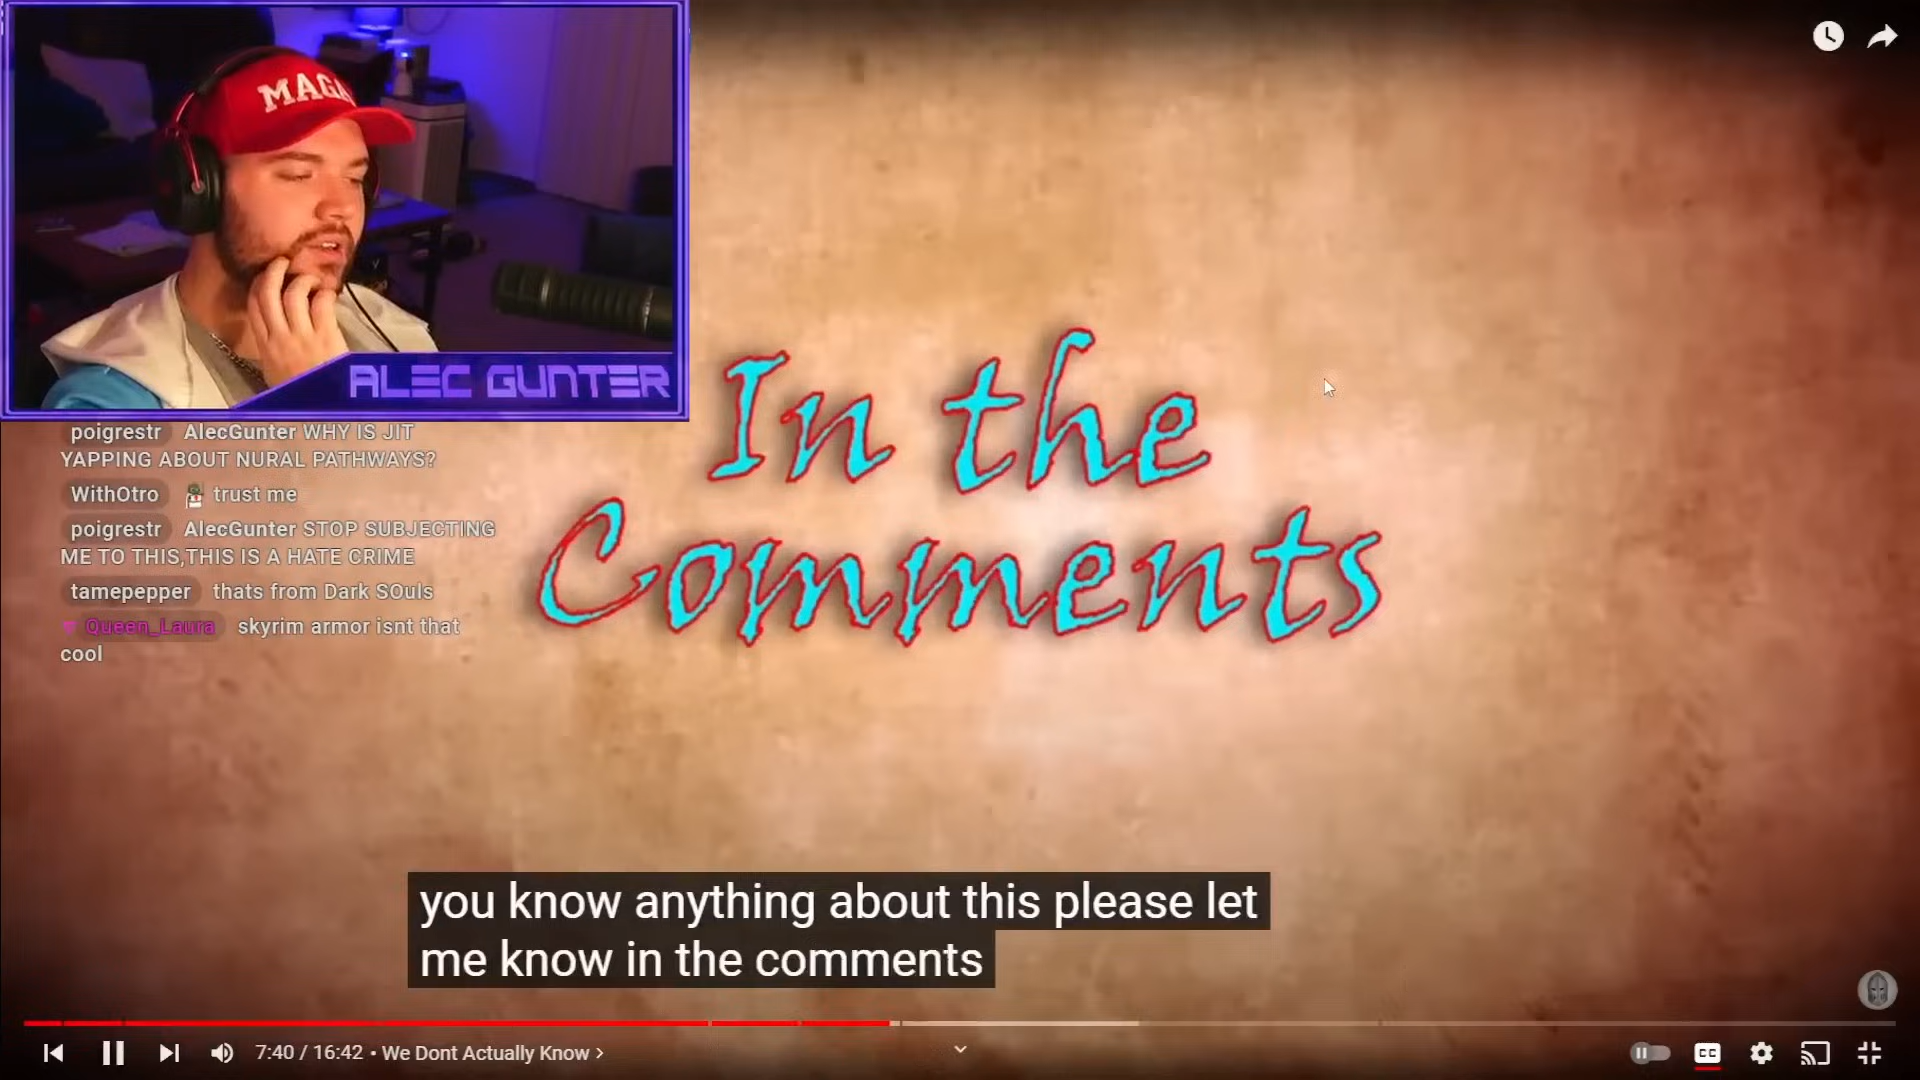 MAGA
ALEC GUNTER
poigrestr AlecGunter WHY IS JIT
YAPPING ABOUT NURAL PATHWAYS?
WithOtro trust me
poigrestr AlecGunter STOP SUBJECTING
ME TO THIS,THIS IS A HATE CRIME
tamepepper thats from Dark SOuls
Queen_Laura skyrim armor isnt that
cool
In the
Comments
you know anything about this please let
me know in the comments
7:40 / 16:42 • We Dont Actually Know >
CC